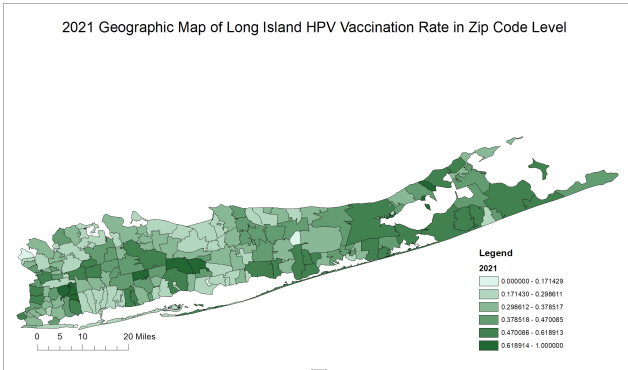 2021 Geographic Map of Long Island HPV Vaccination Rate in Zip Code Level
Legend
2021
0.000000 - 0.171429
0.171430 - 0.298611
0.298612 - 0.378517
0.378518 - 0.470085
0.470086 - 0.618913
0.618914 - 1.000000
0 5 10 20 Miles